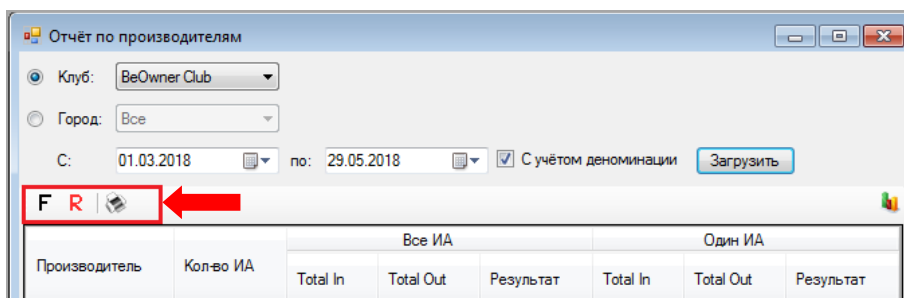 Отчёт по производителям
Клуб: BeOwner Club
Город: Все
С: 01.03.2018 по: 29.05.2018 С учётом деноминации Загрузить
F R
Все ИА Один ИА
Производитель Кол-во ИА Total In Total Out Результат Total In Total Out Результат